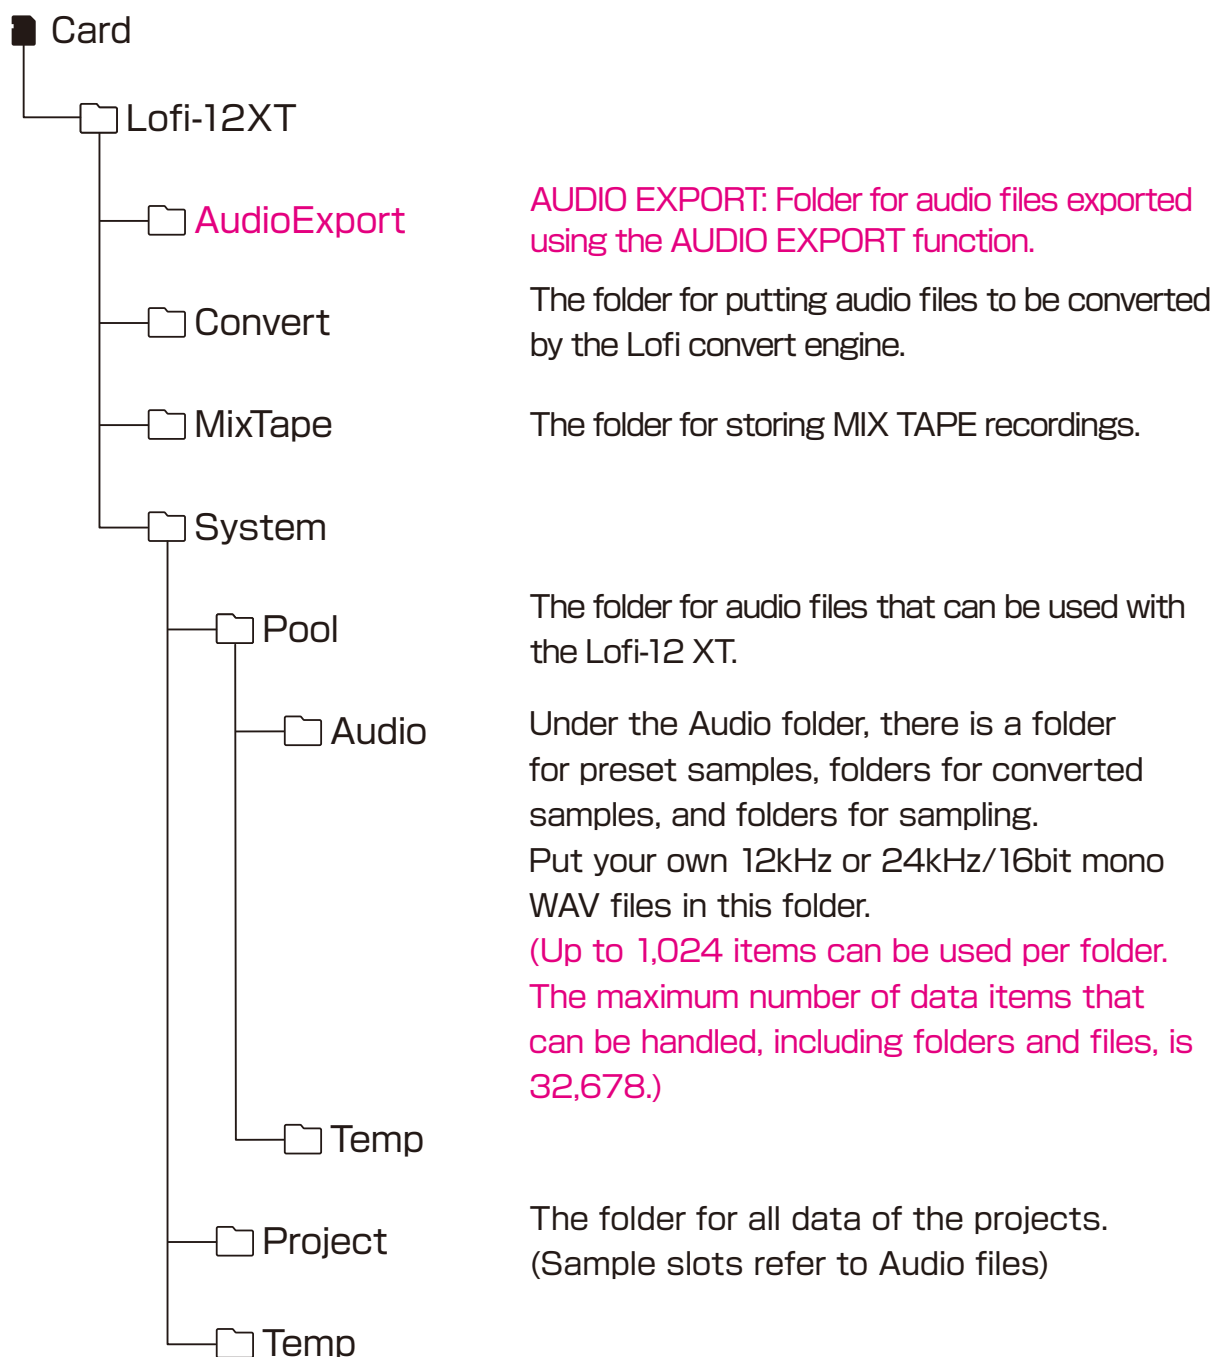 Card
Lofi-12XT
AudioExport
AUDIO EXPORT: Folder for audio files exported
using the AUDIO EXPORT function.
Convert
The folder for putting audio files to be converted
by the Lofi convert engine.
MixTape
The folder for storing MIX TAPE recordings.
System
Pool
The folder for audio files that can be used with
the Lofi-12 XT.
Audio
Under the Audio folder, there is a folder
for preset samples, folders for converted
samples, and folders for sampling.
Put your own 12kHz or 24kHz/16bit mono
WAV files in this folder.
(Up to 1,024 items can be used per folder.
The maximum number of data items that
can be handled, including folders and files, is
32,678.)
Temp
Project
The folder for all data of the projects.
(Sample slots refer to Audio files)
Temp